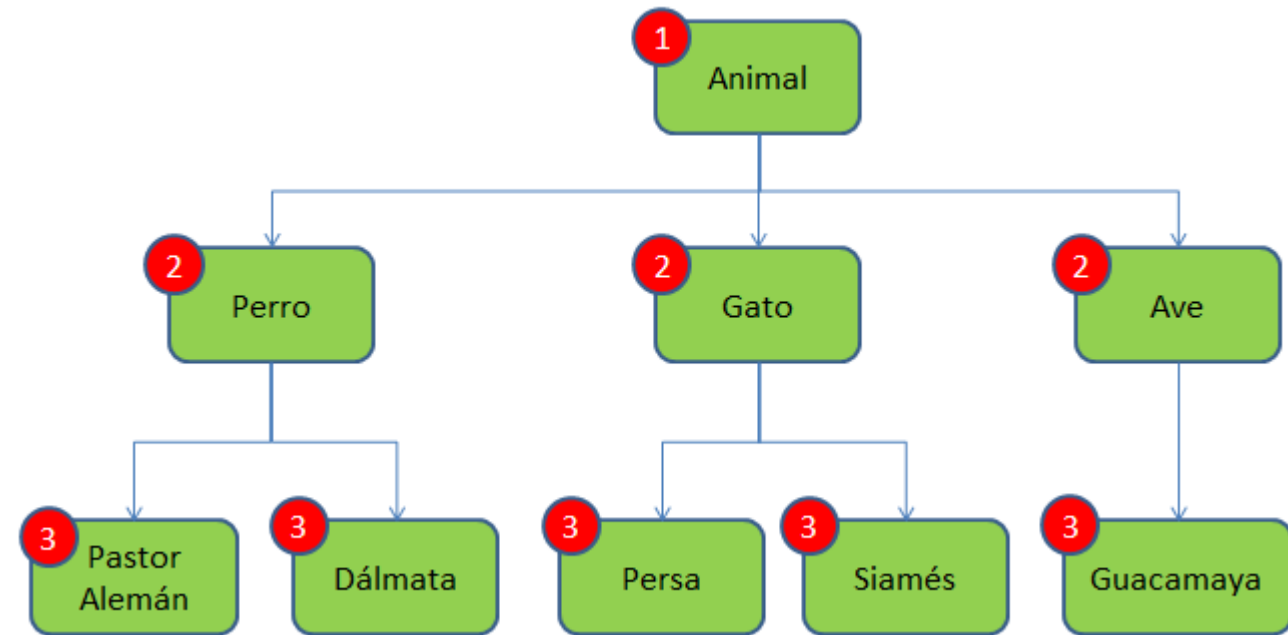 1
Animal
2
Perro
2
Gato
2
Ave
3
Pastor
Alemán
3
Dálmata
3
Persa
3
Siamés
3
Guacamaya